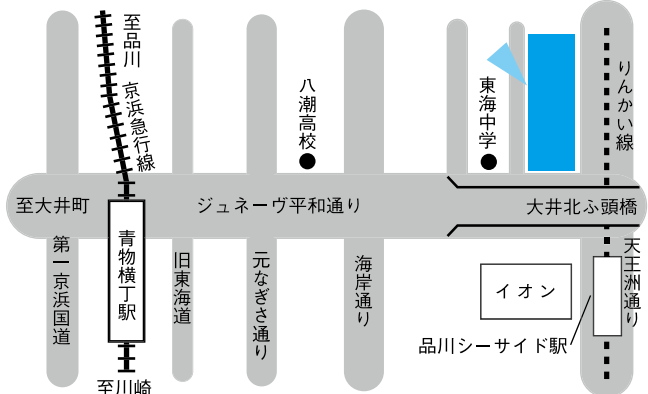 至品川
京浜急行線
八潮高校
東海中学
りんかい線
至大井町
ジュネーヴ平和通り
大井北ふ頭橋
第一京浜国道
青物横丁駅
旧東海道
元なぎさ通り
海岸通り
イオン
天王洲通り
品川シーサイド駅
至川崎